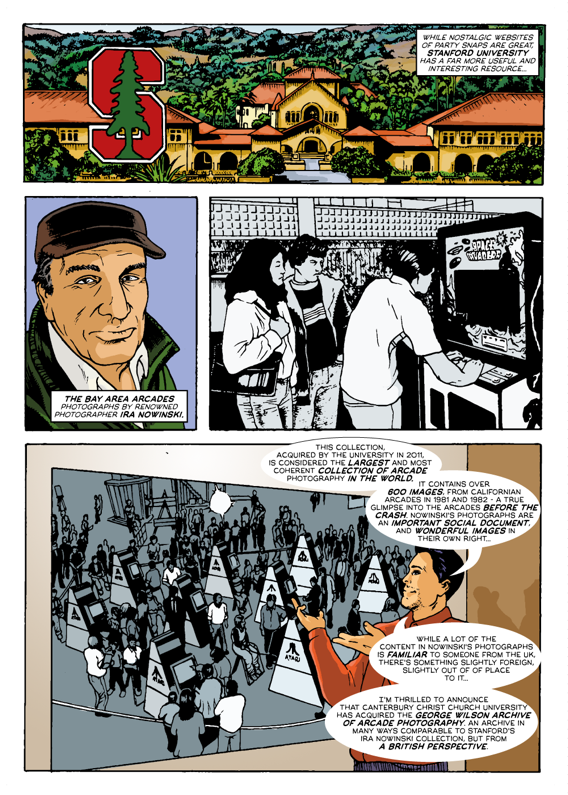 WHILE NOSTALGIC WEBSITES
OF PARTY SNAPS ARE GREAT,
STANFORD UNIVERSITY
HAS A FAR MORE USEFUL AND
INTERESTING RESOURCE...
S
SPACE
INVADERS
THE BAY AREA ARCADES
PHOTOGRAPHS BY RENOWNED
PHOTOGRAPHER IRA NOWINSKI.
THIS COLLECTION,
ACQUIRED BY THE UNIVERSITY IN 2011,
IS CONSIDERED THE LARGEST AND MOST
COHERENT COLLECTION OF ARCADE
PHOTOGRAPHY IN THE WORLD.
IT CONTAINS OVER
600 IMAGES, FROM CALIFORNIAN
ARCADES IN 1981 AND 1982 - A TRUE
GLIMPSE INTO THE ARCADES BEFORE THE
CRASH. NOWINSKI'S PHOTOGRAPHS ARE
AN IMPORTANT SOCIAL DOCUMENT,
AND WONDERFUL IMAGES IN
THEIR OWN RIGHT...
ATARI
WHILE A LOT OF THE
CONTENT IN NOWINSKI'S PHOTOGRAPHS
IS FAMILIAR TO SOMEONE FROM THE UK,
THERE'S SOMETHING SLIGHTLY FOREIGN,
SLIGHTLY OUT OF OF PLACE
TO IT...
I'M THRILLED TO ANNOUNCE
THAT CANTERBURY CHRIST CHURCH UNIVERSITY
HAS ACQUIRED THE GEORGE WILSON ARCHIVE
OF ARCADE PHOTOGRAPHY. AN ARCHIVE IN
MANY WAYS COMPARABLE TO STANFORD'S
IRA NOWINSKI COLLECTION, BUT FROM
A BRITISH PERSPECTIVE.